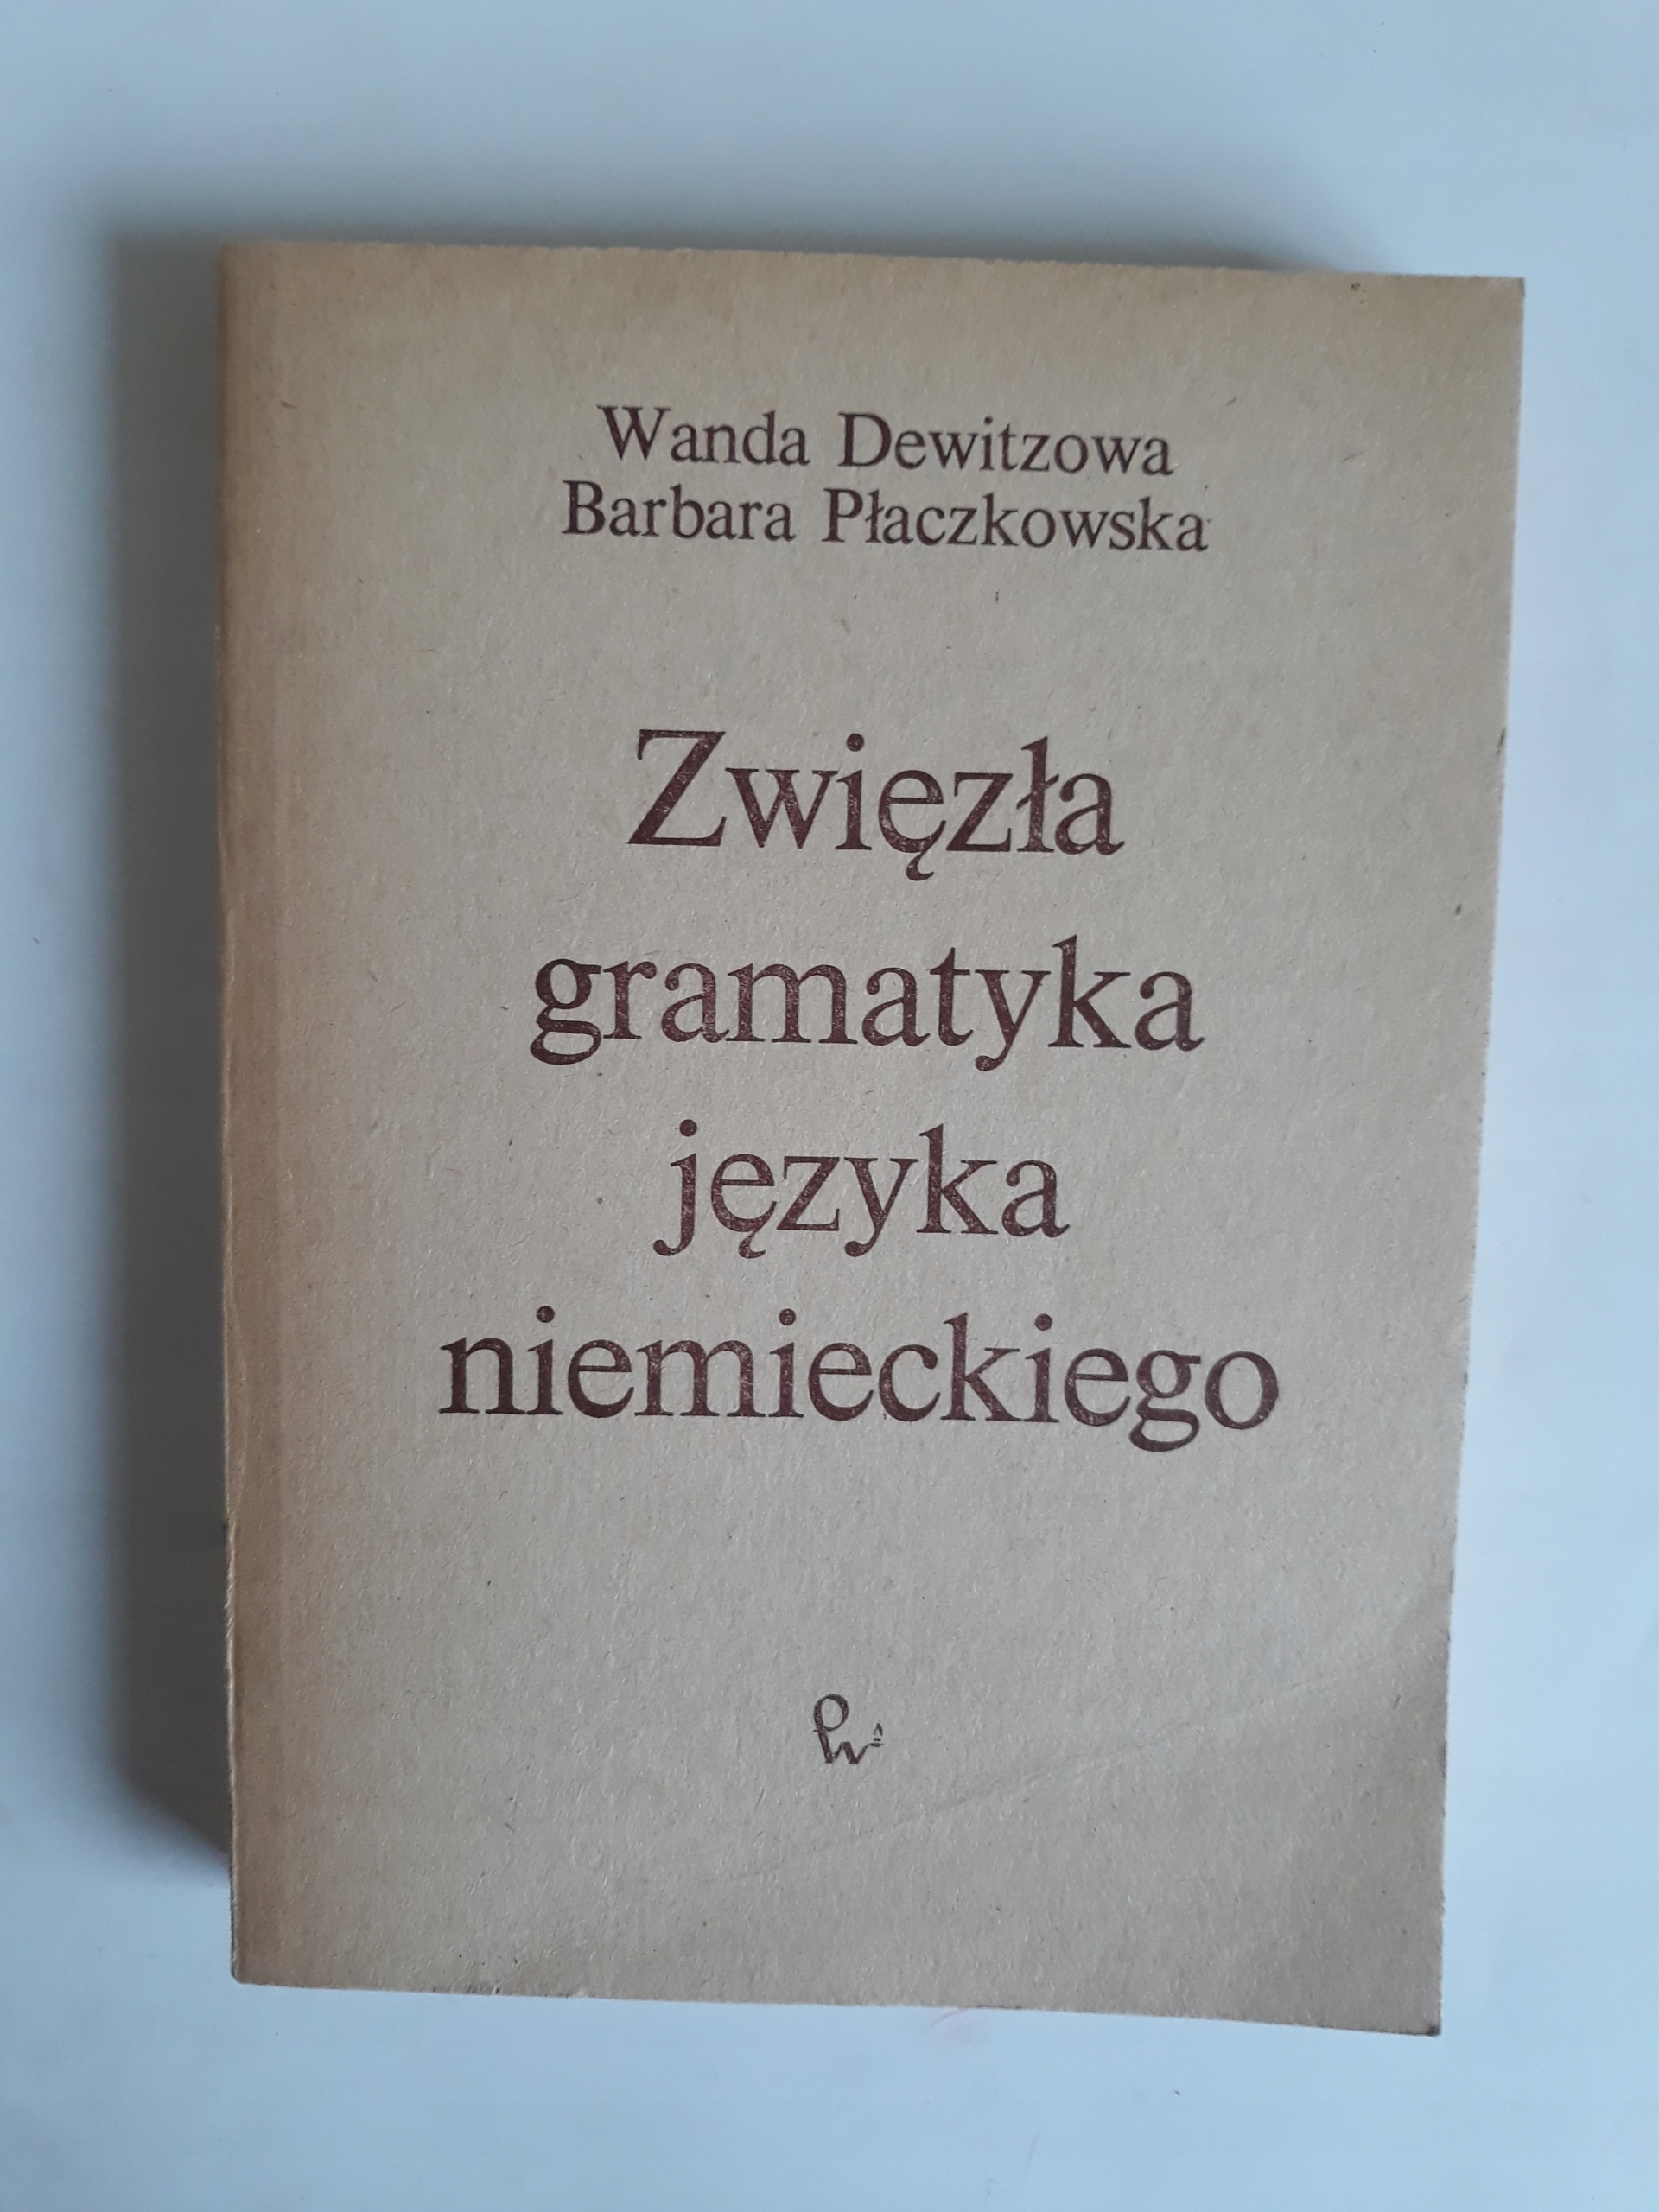 Wanda Dewitzowa
Barbara Płaczkowska
Zwięzła
gramatyka
języka
niemieckiego